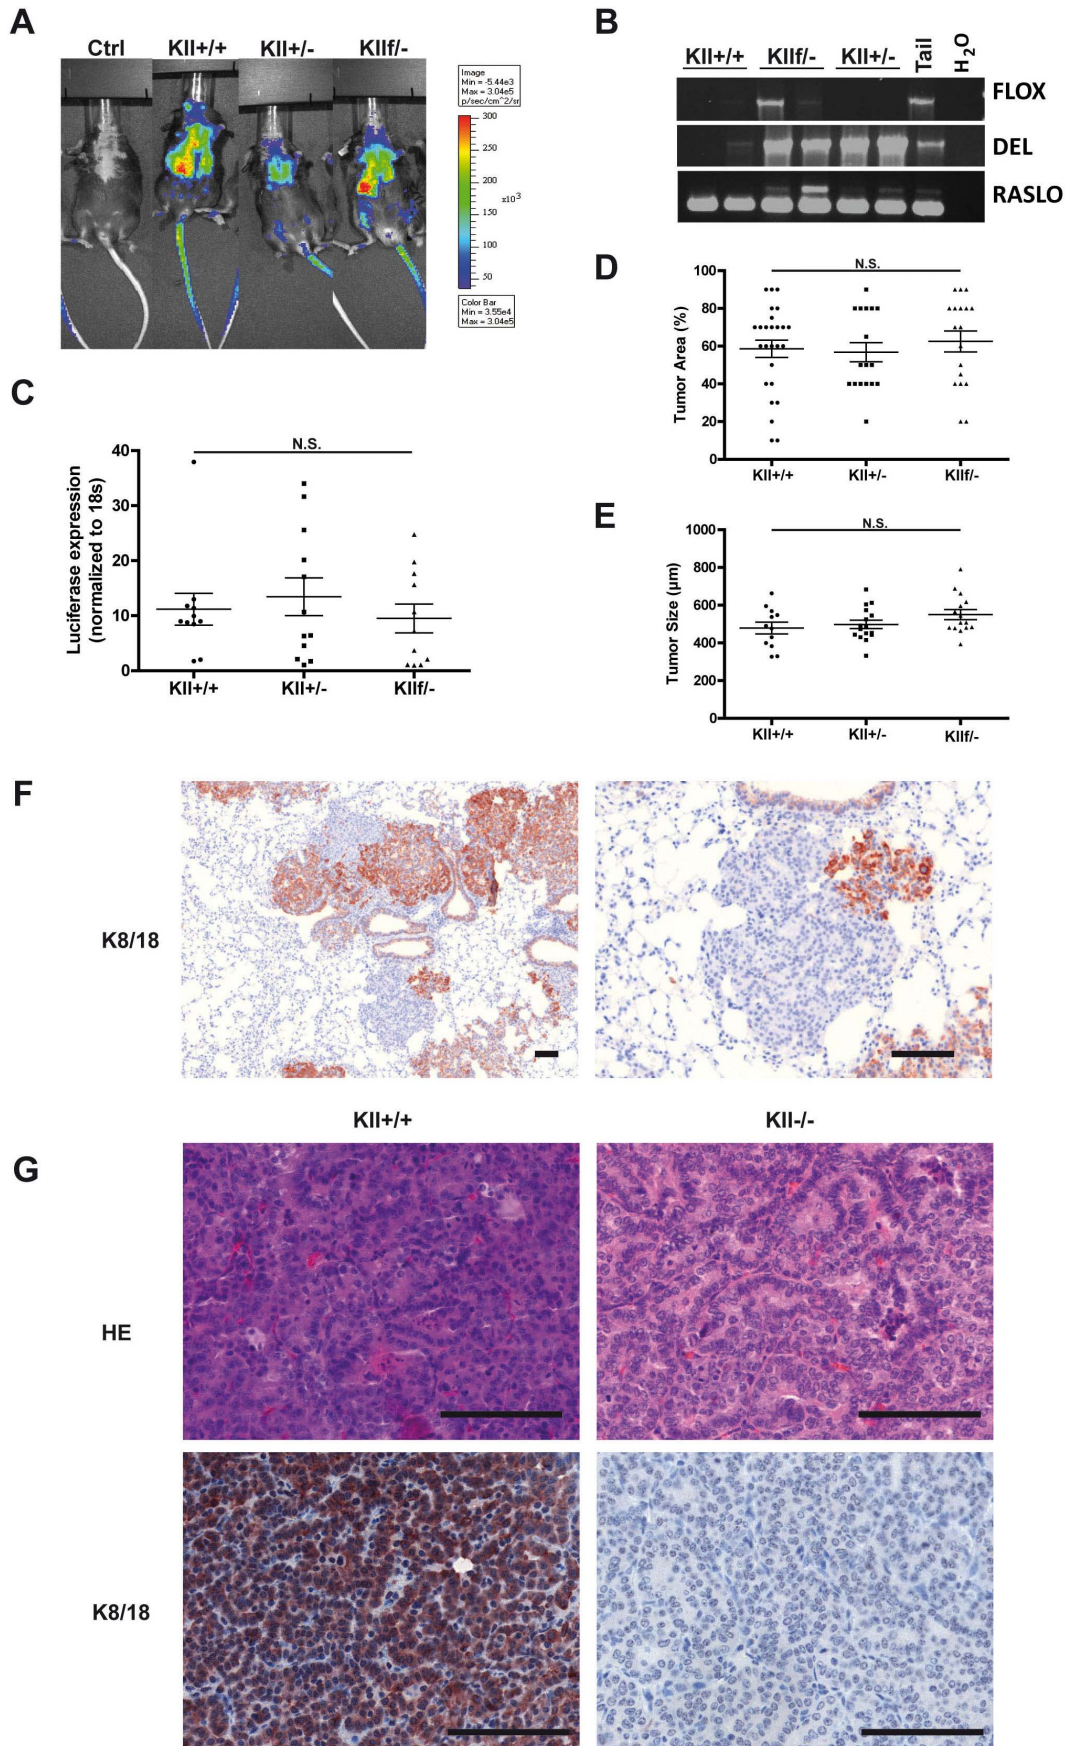 A
Ctrl KII+/+ KII+/- KIIf/-
Image
Min = -5.44e3
Max = 3.04e5
p/sec/cm^2/sr
300
250
200
x10³
150
100
50
Color Bar
Min = 3.55e4
Max = 3.04e5
B
KII+/+ KIIf/- KII+/- Tail H₂O
FLOX
DEL
RASLO
C
Luciferase expression
(normalized to 18s)
N.S.
40
30
20
10
0
KII+/+ KII+/- KIIf/-
D
Tumor Area (%)
N.S.
100
80
60
40
20
0
KII+/+ KII+/- KIIf/-
E
Tumor Size (µm)
N.S.
1000
800
600
400
200
0
KII+/+ KII+/- KIIf/-
F
K8/18
KII+/+ KII-/-
G
HE
K8/18